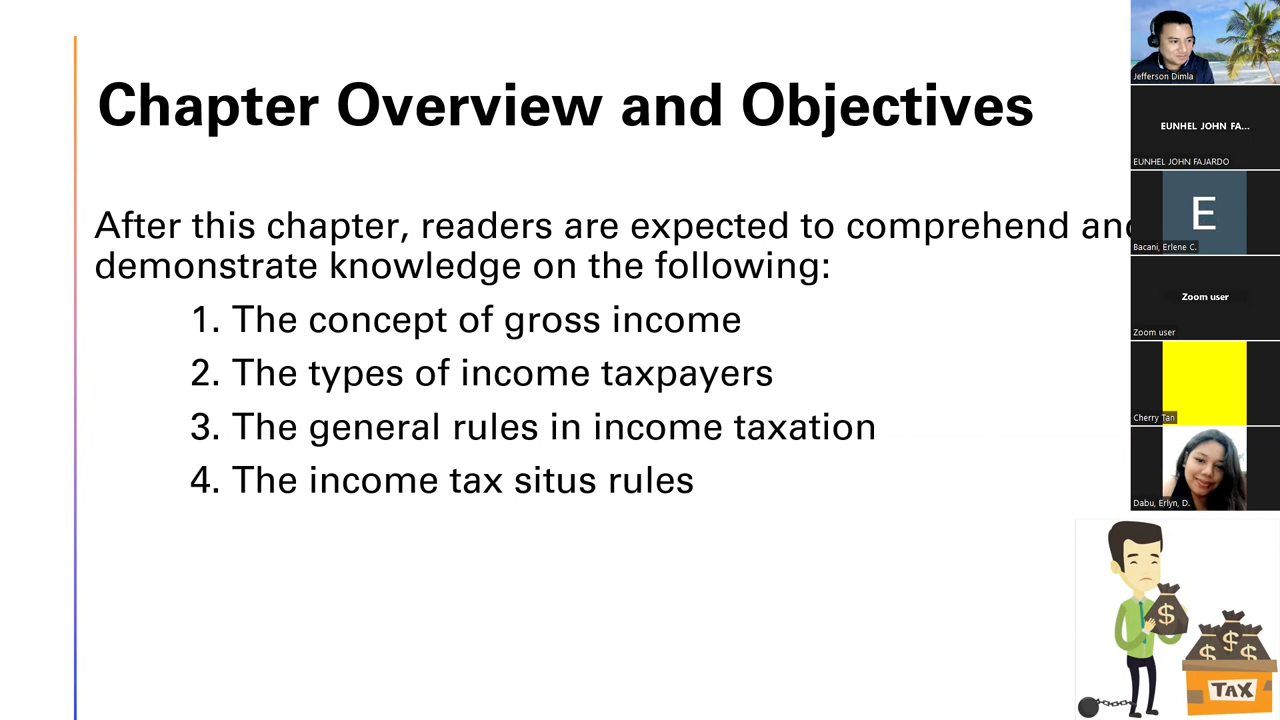 Chapter Overview and Objectives
After this chapter, readers are expected to comprehend and
demonstrate knowledge on the following:
1. The concept of gross income
2. The types of income taxpayers
3. The general rules in income taxation
4. The income tax situs rules
Jefferson Dimla
EUNHEL JOHN FA...
EUNHEL JOHN FAJARDO
E
Bacani, Erlene C.
Zoom user
Zoom user
Cherry Tan
Dabu, Erlyn, D.
$
$
$ $
TAX